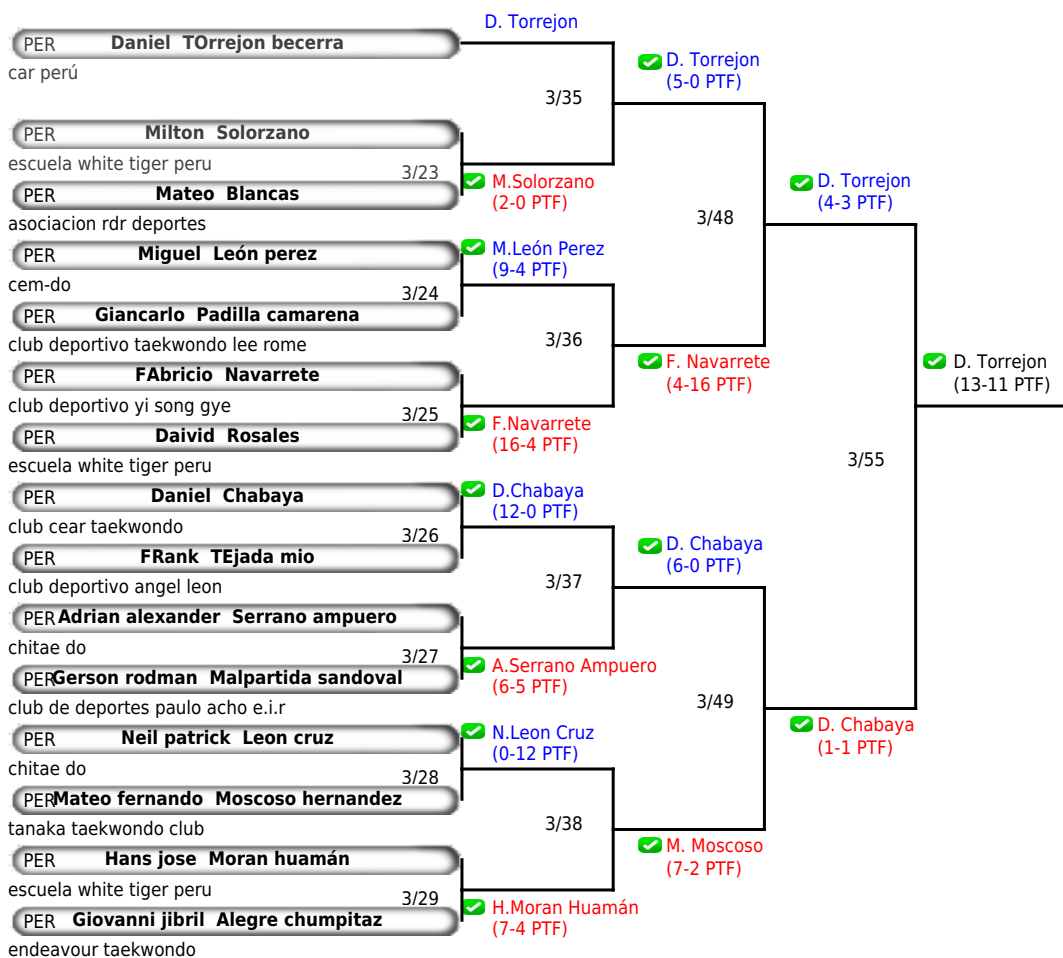 D. Torrejon
PER Daniel TOrrejon becerra
car perú
D. Torrejon
(5-0 PTF)
3/35
PER Milton Solorzano
escuela white tiger peru
3/23
M.Solorzano
(2-0 PTF)
PER Mateo Blancas
asociacion rdr deportes
D. Torrejon
(4-3 PTF)
3/48
PER Miguel León perez
cem-do
M.León Perez
(9-4 PTF)
3/24
PER Giancarlo Padilla camarena
club deportivo taekwondo lee rome
3/36
F. Navarrete
(4-16 PTF)
D. Torrejon
(13-11 PTF)
PER FAbricio Navarrete
club deportivo yi song gye
3/25
F.Navarrete
(16-4 PTF)
PER Daivid Rosales
escuela white tiger peru
3/55
PER Daniel Chabaya
club cear taekwondo
D.Chabaya
(12-0 PTF)
3/26
PER FRank TEjada mio
club deportivo angel leon
D. Chabaya
(6-0 PTF)
3/37
PER Adrian alexander Serrano ampuero
chitae do
3/27
A.Serrano Ampuero
(6-5 PTF)
PER Gerson rodman Malpartida sandoval
club de deportes paulo acho e.i.r
3/49
D. Chabaya
(1-1 PTF)
PER Neil patrick Leon cruz
chitae do
N.Leon Cruz
(0-12 PTF)
3/28
PER Mateo fernando Moscoso hernandez
tanaka taekwondo club
3/38
M. Moscoso
(7-2 PTF)
PER Hans jose Moran huamán
escuela white tiger peru
3/29
H.Moran Huamán
(7-4 PTF)
PER Giovanni jibril Alegre chumpitaz
endeavour taekwondo